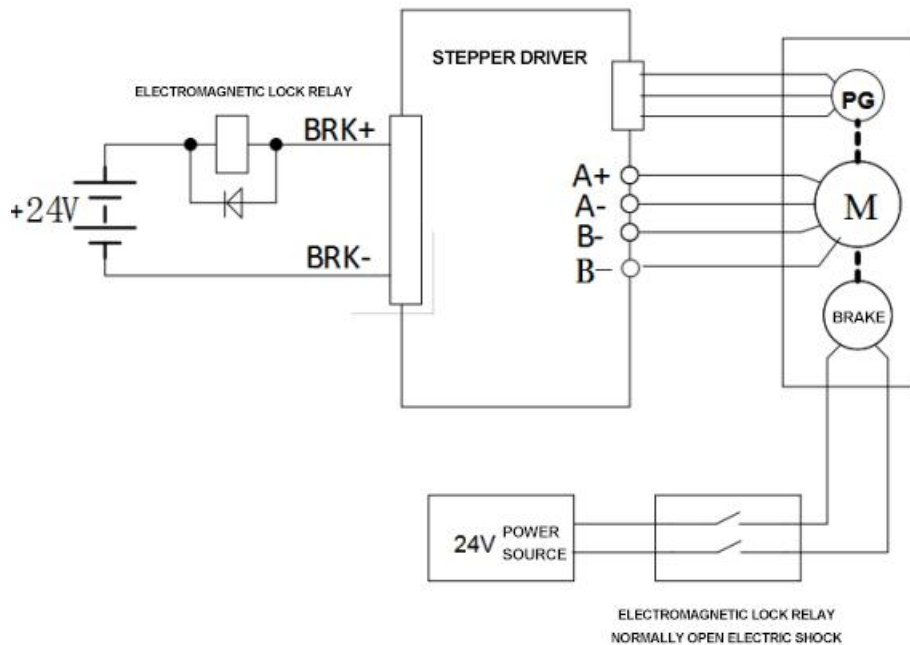 STEPPER DRIVER
ELECTROMAGNETIC LOCK RELAY
BRK+
PG
A+
+24V
A-
M
B-
BRK-
B-
BRAKE
24V POWER
SOURCE
ELECTROMAGNETIC LOCK RELAY
NORMALLY OPEN ELECTRIC SHOCK